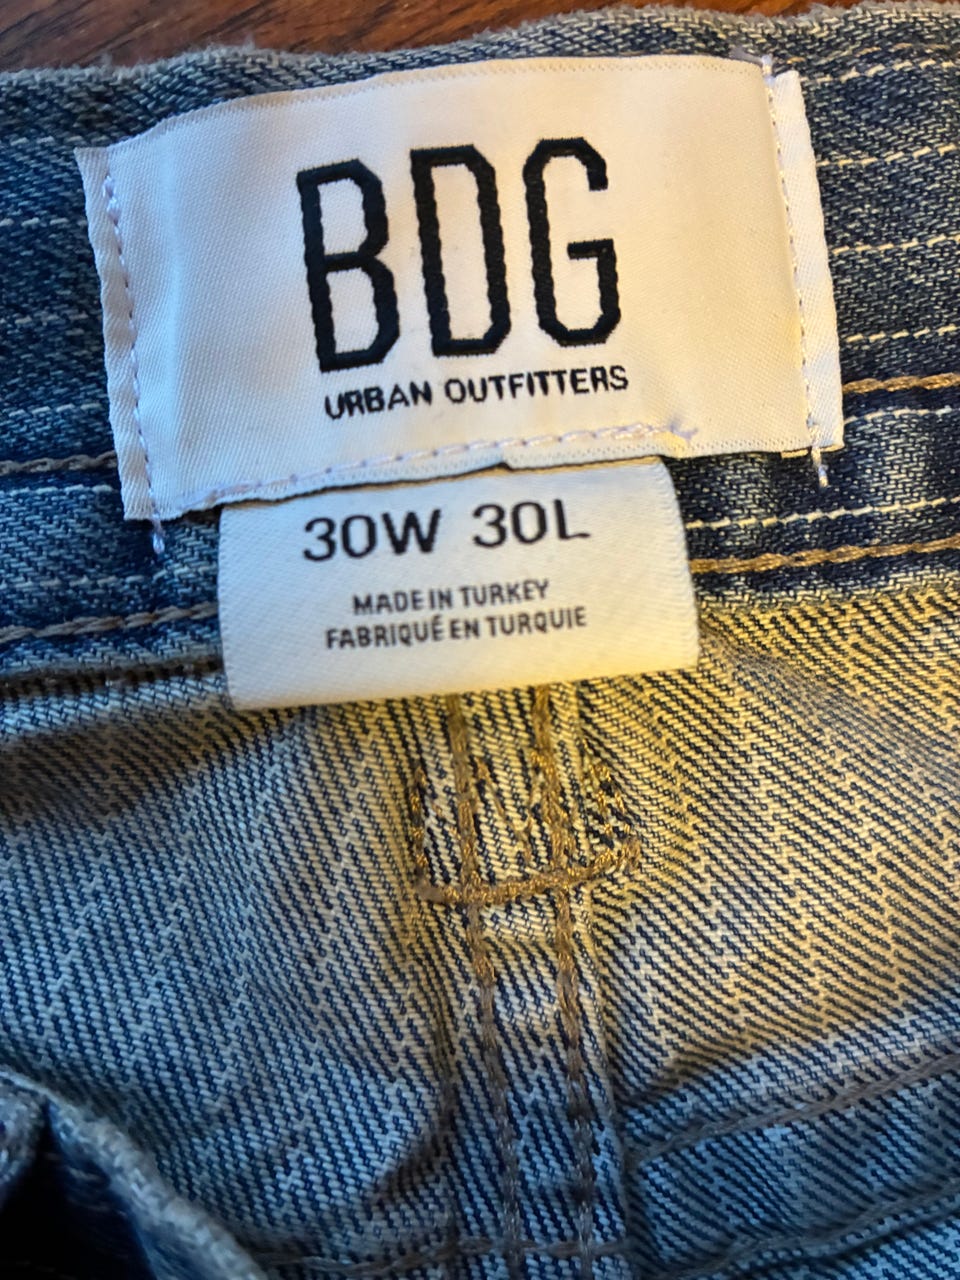 BDG
URBAN OUTFITTERS
30W 30L
MADE IN TURKEY
FABRIQUÉ EN TURQUIE